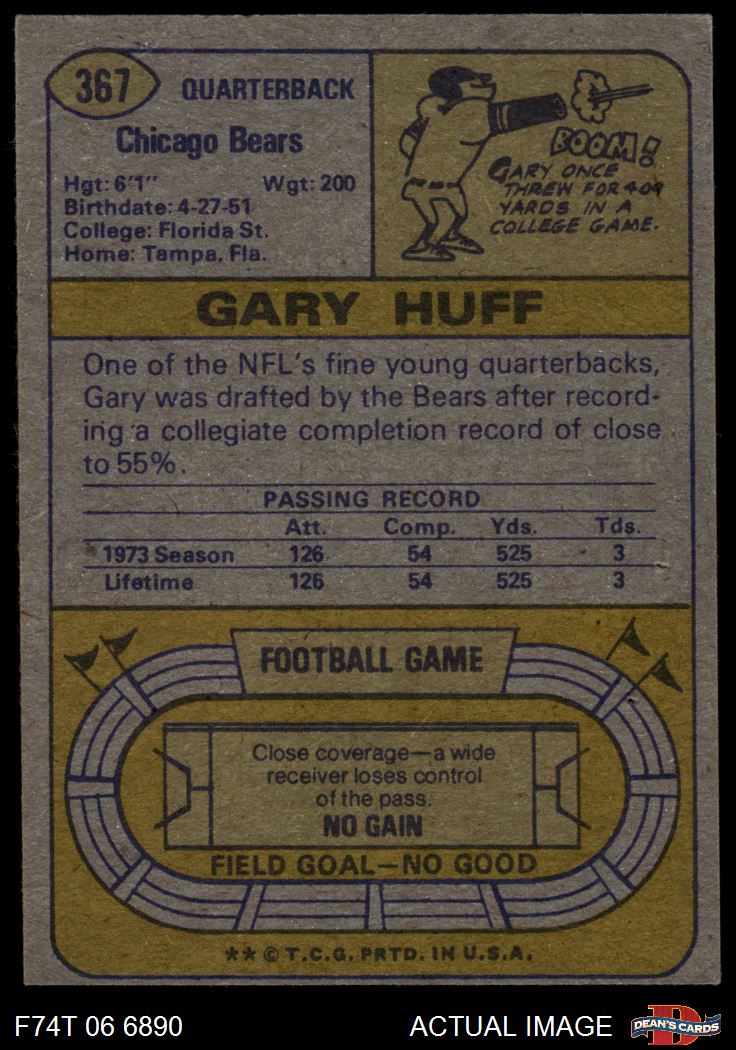 367
QUARTERBACK
Chicago Bears
Hgt: 6'1" Wgt: 200
Birthdate: 4-27-51
College: Florida St.
Home: Tampa, Fla.
BOOM!
GARY ONCE
THREW FOR 409
YARDS IN A
COLLEGE GAME.
GARY HUFF
One of the NFL's fine young quarterbacks,
Gary was drafted by the Bears after record-
ing a collegiate completion record of close
to 55%.
PASSING RECORD
Att. Comp. Yds. Tds.
1973 Season 126 54 525 3
Lifetime 126 54 525 3
FOOTBALL GAME
Close coverage—a wide
receiver loses control
of the pass.
NO GAIN
FIELD GOAL—NO GOOD
** © T.C.G. PRTD. IN U.S.A.
F74T 06 6890 ACTUAL IMAGE
DEAN'S CARDS